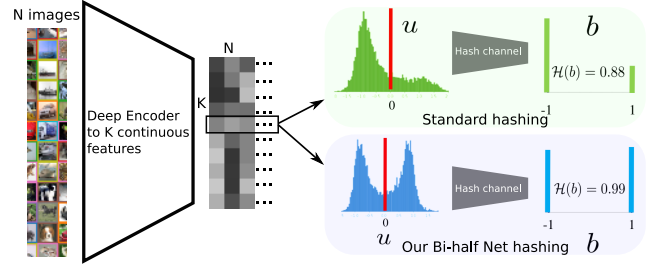 N images
Deep Encoder
to K continuous
features
N
K
u
0
Hash channel
b
H(b) = 0.88
-1
1
Standard hashing
0
u
Hash channel
H(b) = 0.99
-1
1
Our Bi-half Net hashing
b